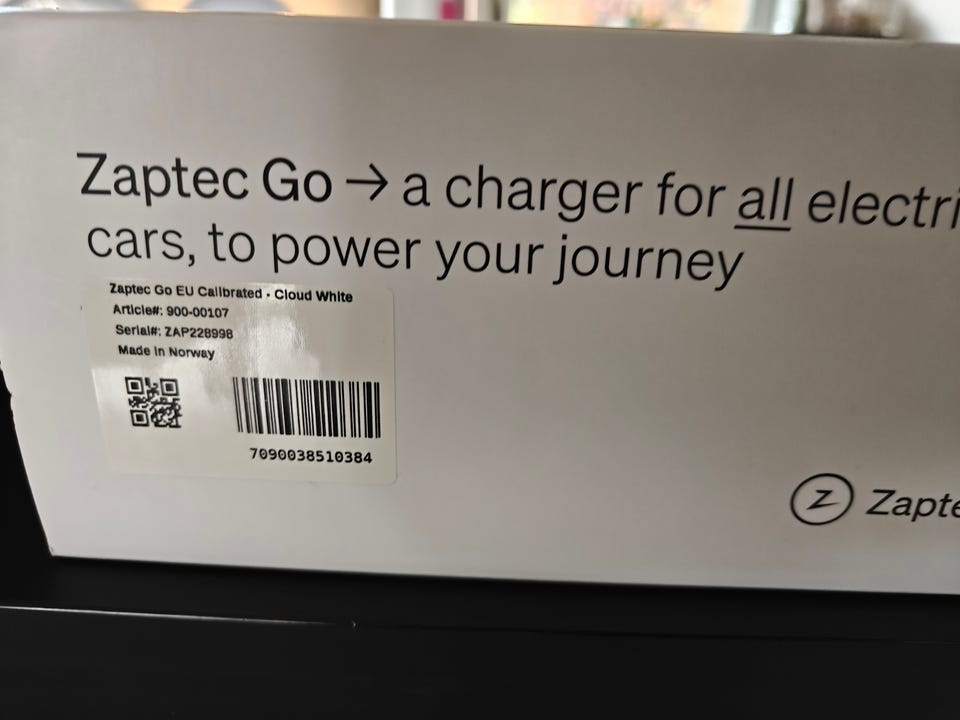 Zaptec Go → a charger for all electri
cars, to power your journey
Zaptec Go EU Calibrated · Cloud White
Article#: 900-00107
Serial#: ZAP228998
Made in Norway
7090038510384
Zapte